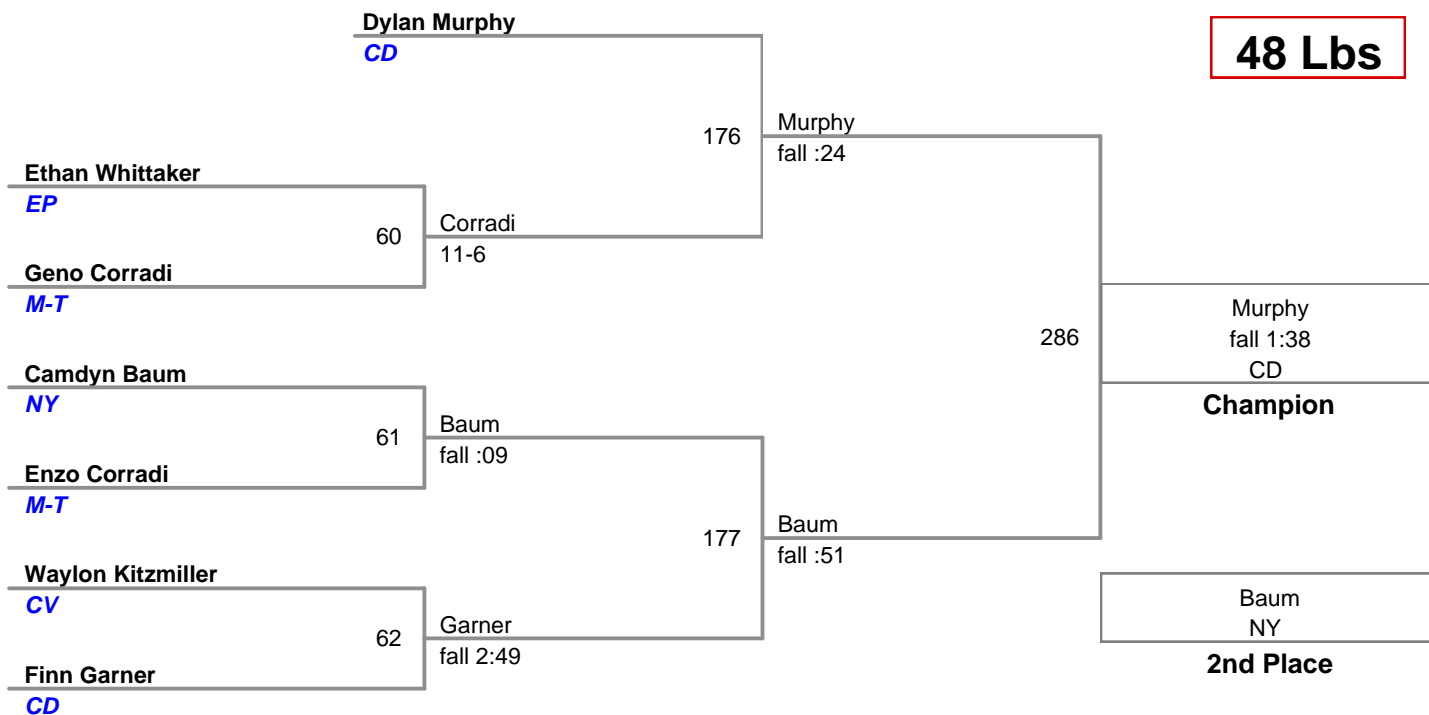 Dylan Murphy
CD
48 Lbs
176
Murphy
fall :24
Ethan Whittaker
EP
60
Corradi
11-6
Geno Corradi
M-T
286
Murphy
fall 1:38
CD
Champion
Camdyn Baum
NY
61
Baum
fall :09
Enzo Corradi
M-T
177
Baum
fall :51
Waylon Kitzmiller
CV
62
Garner
fall 2:49
Finn Garner
CD
Baum
NY
2nd Place